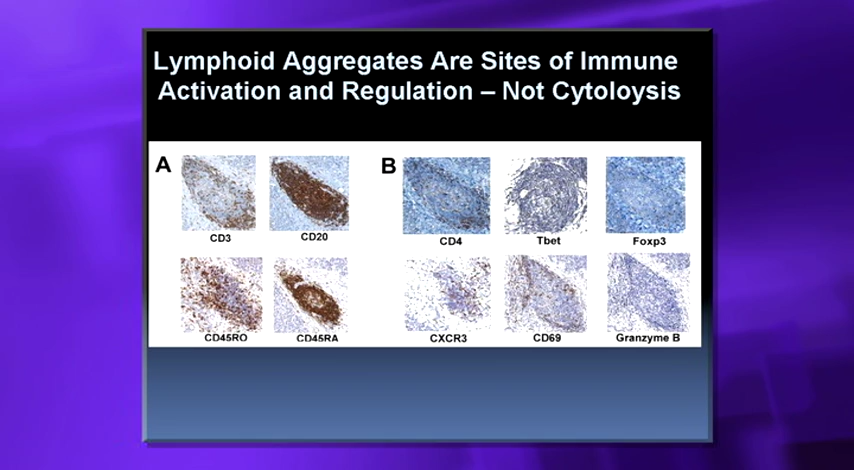 Lymphoid Aggregates Are Sites of Immune
Activation and Regulation – Not Cytoloysis
A
B
CD3
CD20
CD4
Tbet
Foxp3
CD45RO
CD45RA
CXCR3
CD69
Granzyme B